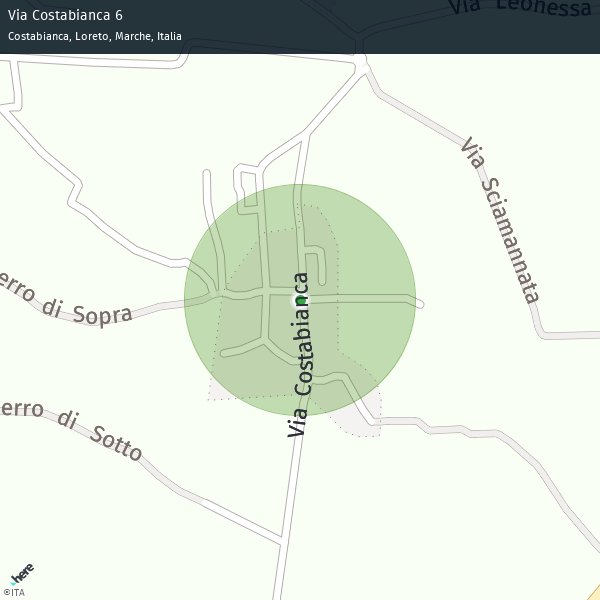 Via Costabianca 6
Costabianca, Loreto, Marche, Italia
Via Leonessa
Via Sciamannata
erro di Sopra
Via Costabianca
erro di Sotto
here
©ITA